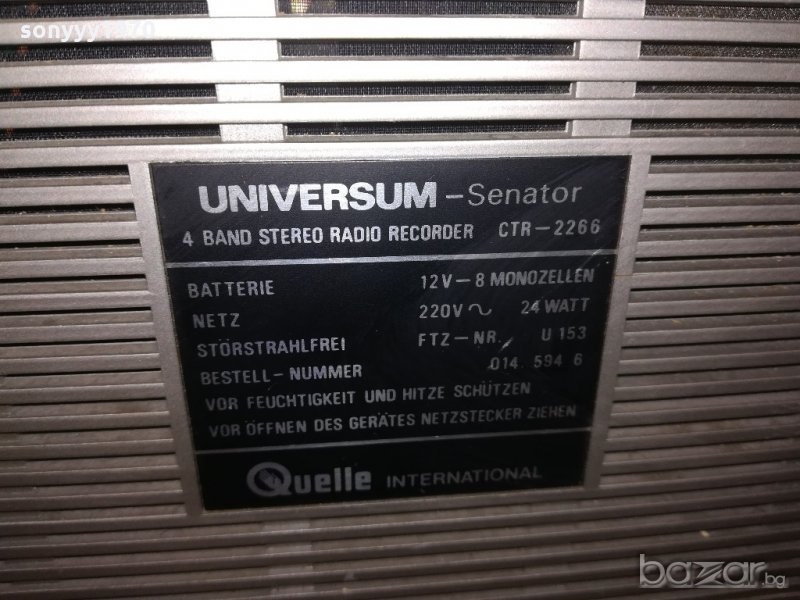 sonyyy1970
UNIVERSUM - Senator
4 BAND STEREO RADIO RECORDER CTR-2266
BATTERIE 12V-8 MONOZELLEN
NETZ 220V~ 24 WATT
STÖRSTRAHLFREI FTZ-NR. U 153
BESTELL-NUMMER 014.594 6
VOR FEUCHTIGKEIT UND HITZE SCHÜTZEN
VOR ÖFFNEN DES GERÄTES NETZSTECKER ZIEHEN
Quelle INTERNATIONAL
bazar.bg